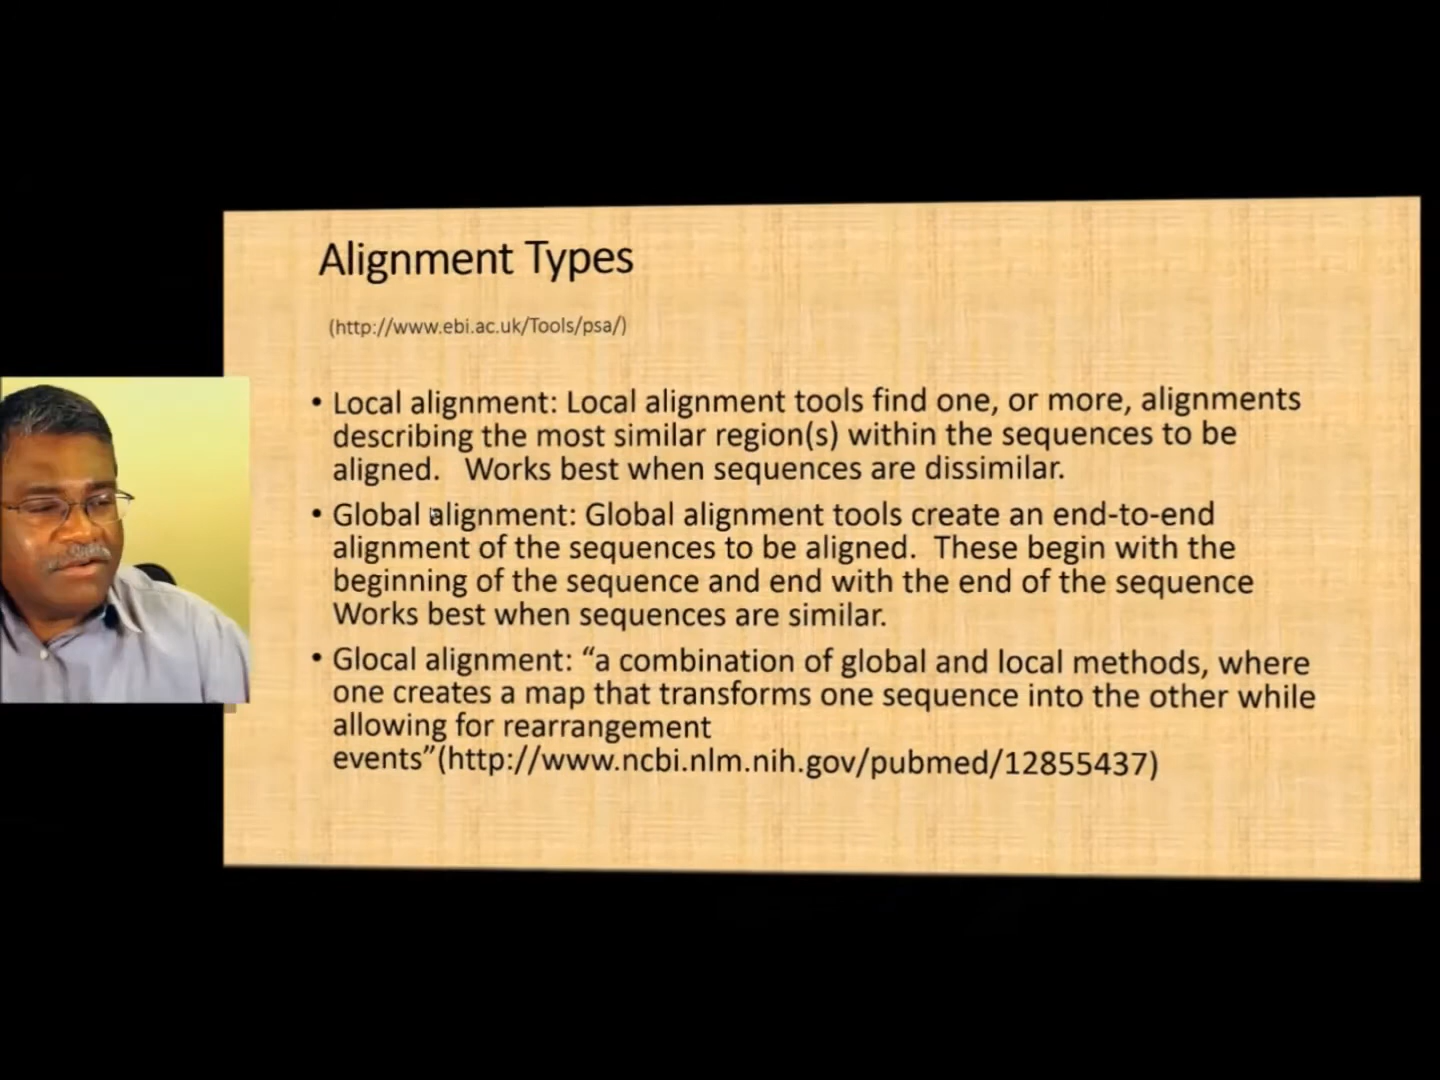 Alignment Types
(http://www.ebi.ac.uk/Tools/psa/)
• Local alignment: Local alignment tools find one, or more, alignments
describing the most similar region(s) within the sequences to be
aligned.   Works best when sequences are dissimilar.
• Global alignment: Global alignment tools create an end-to-end
alignment of the sequences to be aligned.  These begin with the
beginning of the sequence and end with the end of the sequence
Works best when sequences are similar.
• Glocal alignment: “a combination of global and local methods, where
one creates a map that transforms one sequence into the other while
allowing for rearrangement
events”(http://www.ncbi.nlm.nih.gov/pubmed/12855437)